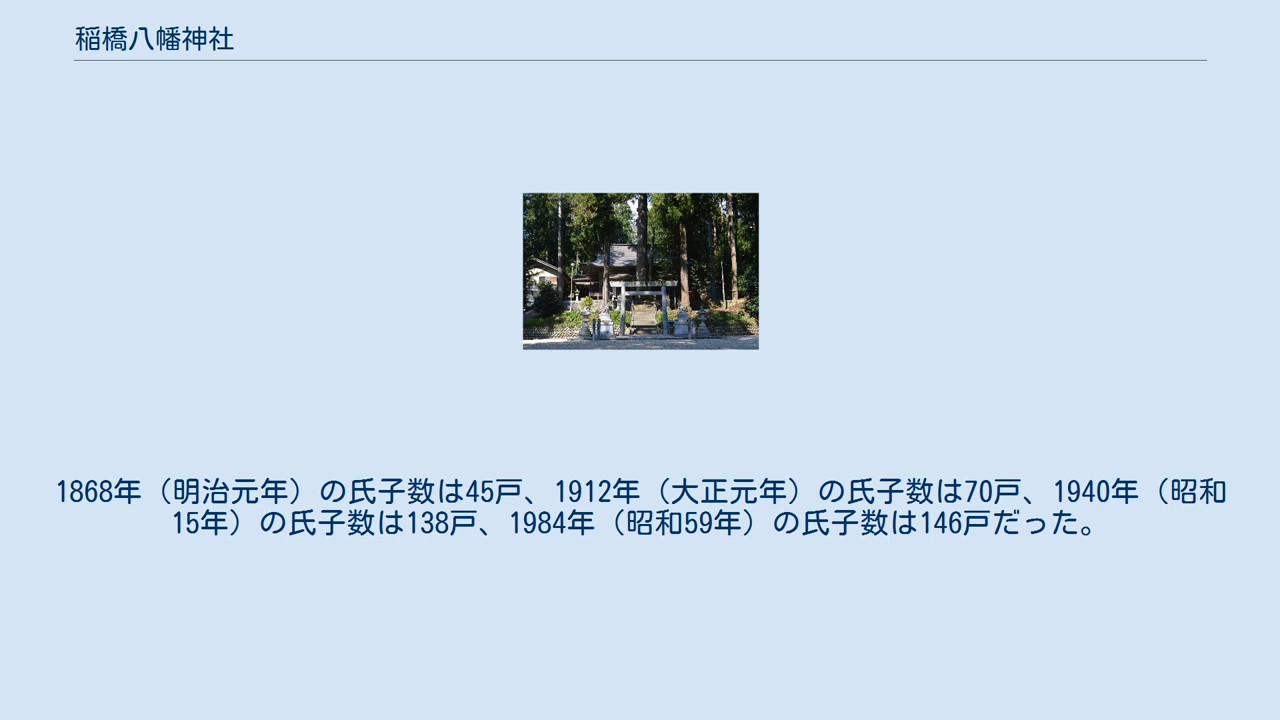 稲橋八幡神社
1868年（明治元年）の氏子数は45戸、1912年（大正元年）の氏子数は70戸、1940年（昭和
15年）の氏子数は138戸、1984年（昭和59年）の氏子数は146戸だった。